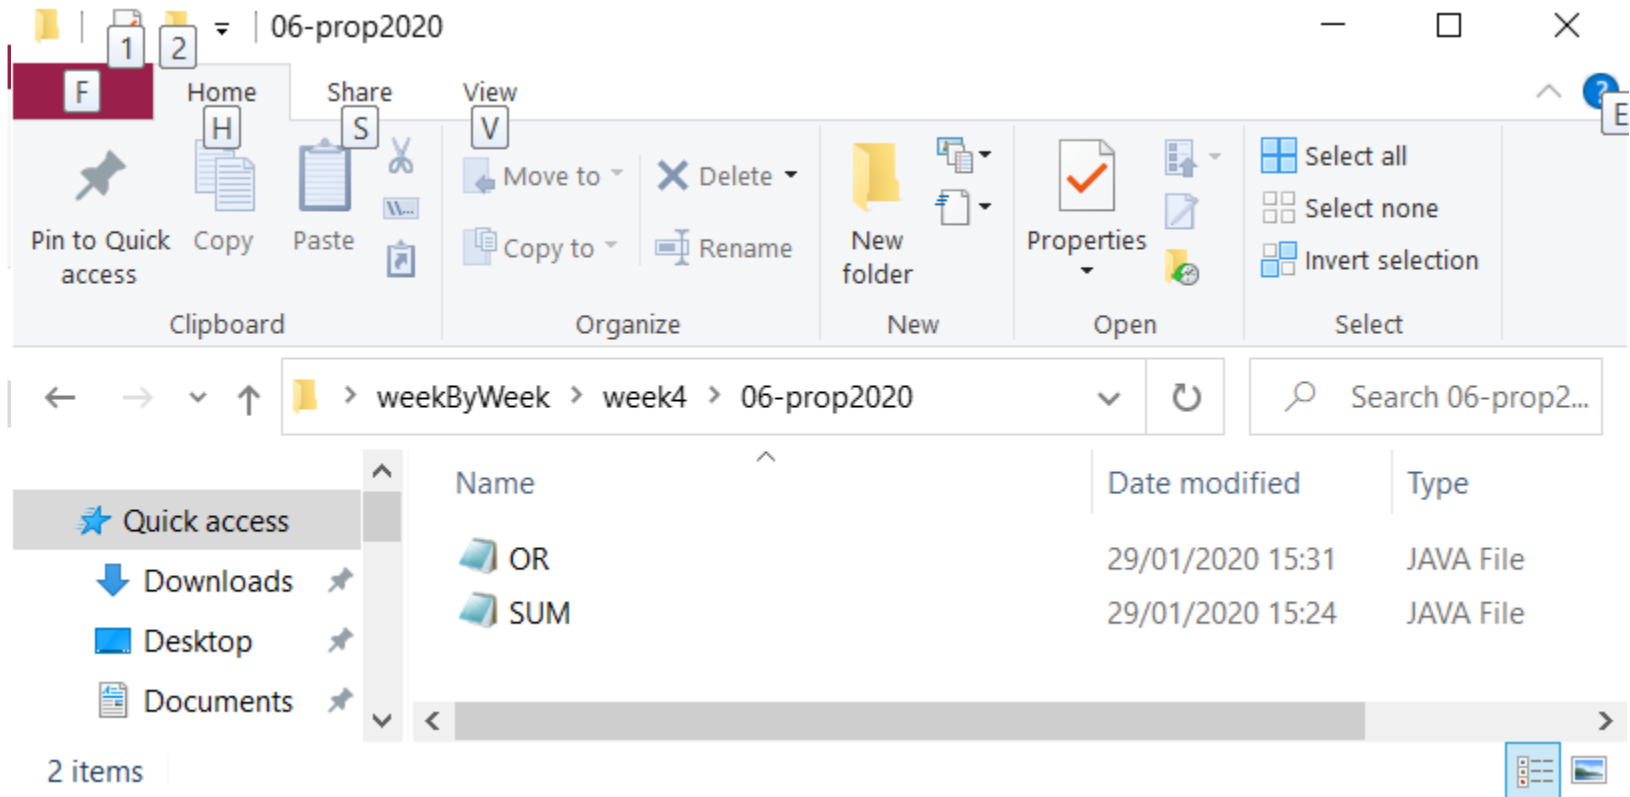 1 2 06-prop2020
F Home Share View
H S V E
Move to Delete Select all
Select none
Pin to Quick access Copy Paste Copy to Rename New folder Properties Invert selection
Clipboard Organize New Open Select
weekByWeek > week4 > 06-prop2020 Search 06-prop2...
Name Date modified Type
Quick access
OR 29/01/2020 15:31 JAVA File
Downloads
SUM 29/01/2020 15:24 JAVA File
Desktop
Documents
2 items